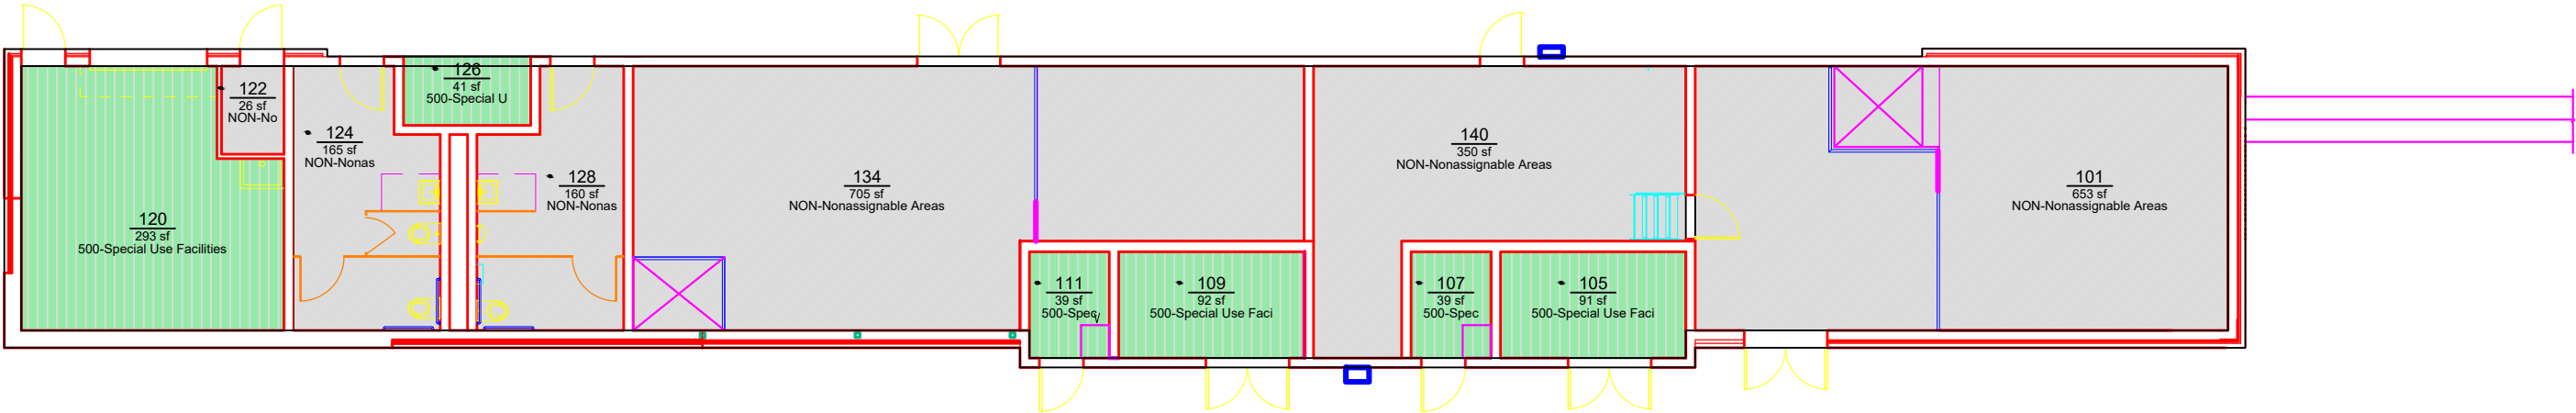 126
41 sf
500-Special U
122
26 sf
NON-No
124
165 sf
NON-Nonas
140
350 sf
NON-Nonassignable Areas
128
160 sf
NON-Nonas
134
705 sf
NON-Nonassignable Areas
101
653 sf
NON-Nonassignable Areas
120
293 sf
500-Special Use Facilities
111
39 sf
500-Spec
109
92 sf
500-Special Use Faci
107
39 sf
500-Spec
105
91 sf
500-Special Use Faci